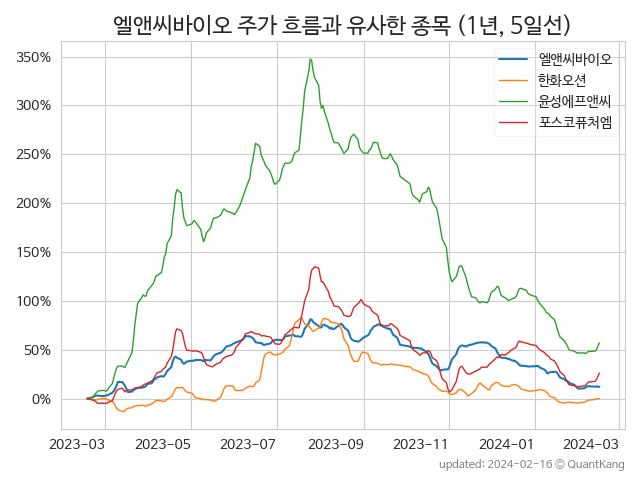 엘앤씨바이오 주가 흐름과 유사한 종목 (1년, 5일선)
엘앤씨바이오
한화오션
윤성에프앤씨
포스코퓨처엠
350%
300%
250%
200%
150%
100%
50%
0%
2023-03 2023-05 2023-07 2023-09 2023-11 2024-01 2024-03
updated: 2024-02-16 © QuantKang